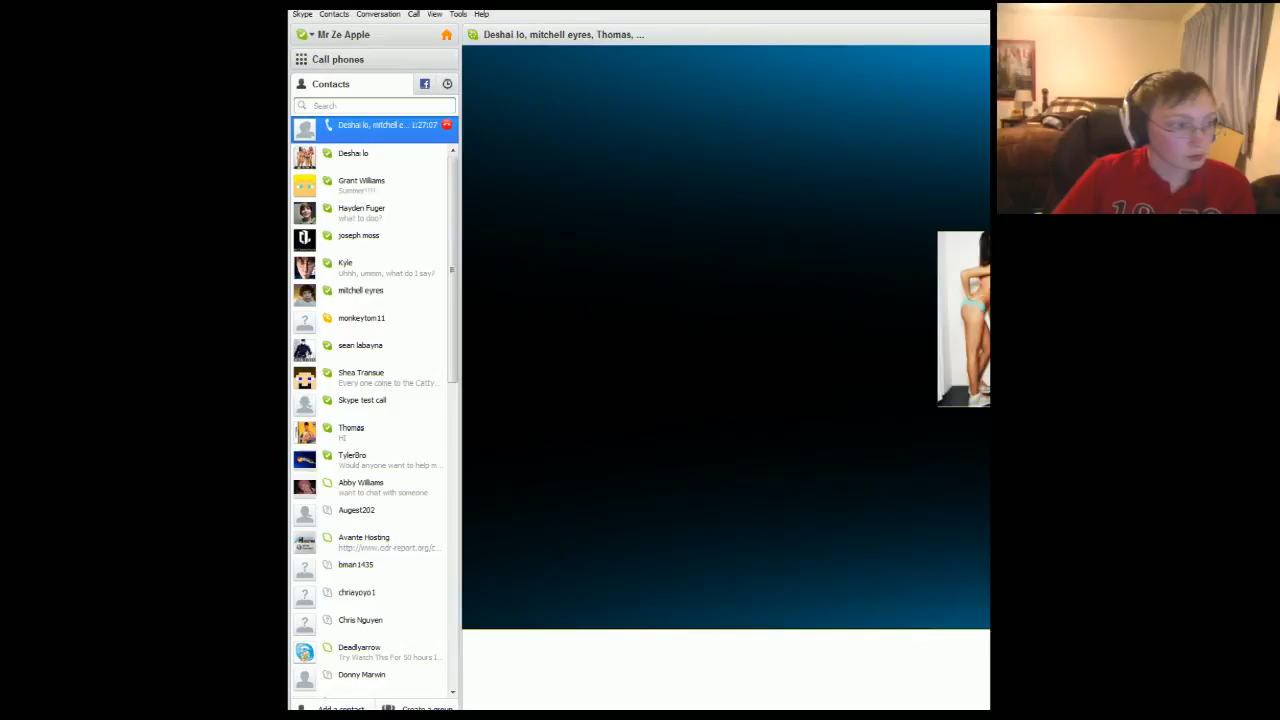 Skype Contacts Conversation Call View Tools Help
Mr Ze Apple
Deshai lo, mitchell eyres, Thomas, ...
Call phones
Contacts
Search
Deshai lo, mitchell e... 1:27:07
Deshai lo
Grant Williams
Summer!!!!
Hayden Fuger
what to doo?
joseph moss
Kyle
Uhhh, umem, what do I say?
mitchell eyres
monkeytom11
sean labayna
Shea Transue
Every one come to the Catty...
Skype test call
Thomas
HI
TylerBro
Would anyone want to help m...
Abby Williams
want to chat with someone
Augest202
Avante Hosting
http://www.cidr-report.org/c...
bman1435
chriayoyo1
Chris Nguyen
Deadlyarrow
Try Watch This For 50 hours I...
Donny Marwin
Add a contact Create a group